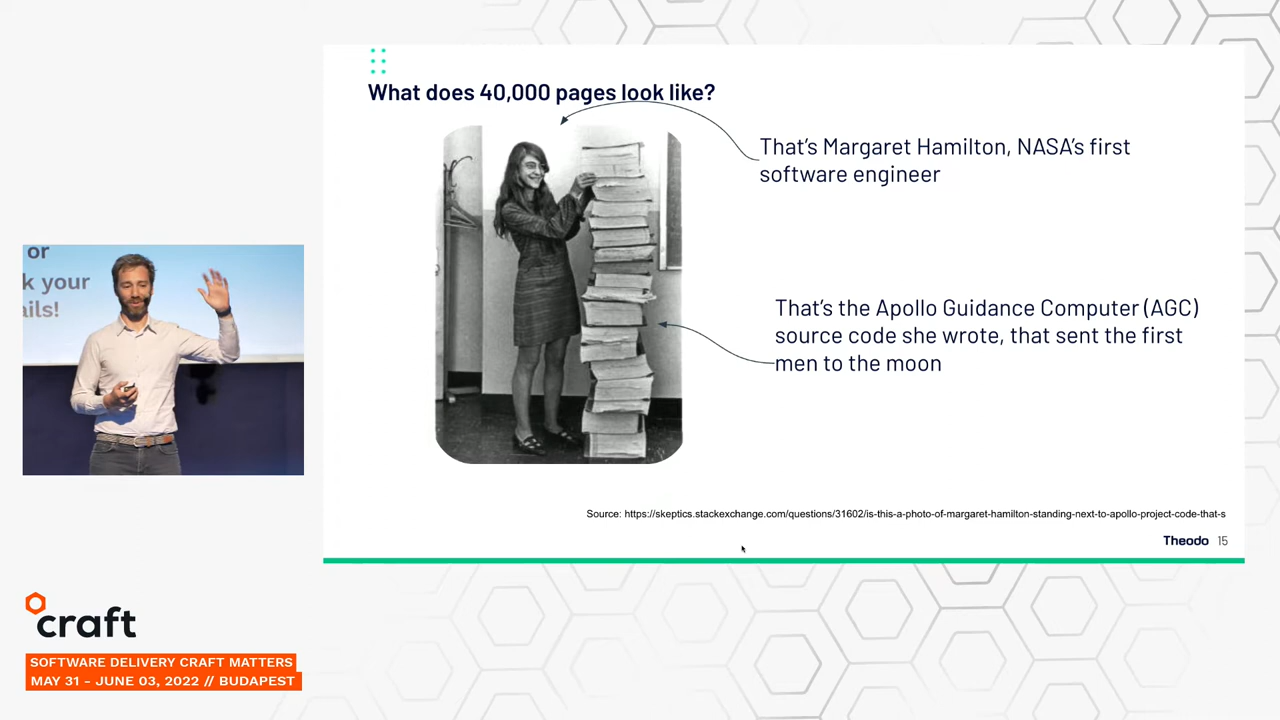 What does 40,000 pages look like?
That's Margaret Hamilton, NASA's first
software engineer
That's the Apollo Guidance Computer (AGC)
source code she wrote, that sent the first
men to the moon
Source: https://skeptics.stackexchange.com/questions/31602/is-this-a-photo-of-margaret-hamilton-standing-next-to-apollo-project-code-that-s
Theodo 15
or
k your
ails!
craft
SOFTWARE DELIVERY CRAFT MATTERS
MAY 31 - JUNE 03, 2022 // BUDAPEST